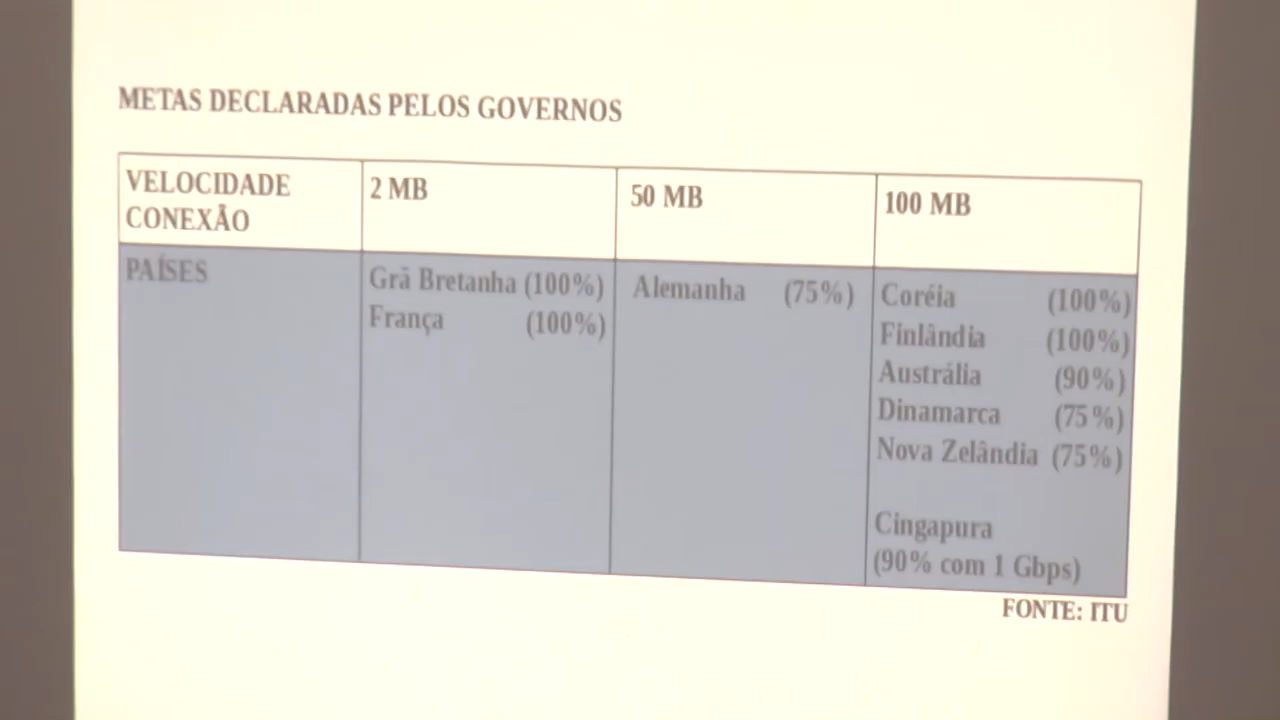 METAS DECLARADAS PELOS GOVERNOS
VELOCIDADE CONEXÃO 2 MB 50 MB 100 MB
PAÍSES Grã Bretanha (100%) Alemanha (75%) Coréia (100%)
França (100%) Finlândia (100%)
Austrália (90%)
Dinamarca (75%)
Nova Zelândia (75%)
Cingapura
(90% com 1 Gbps)
FONTE: ITU